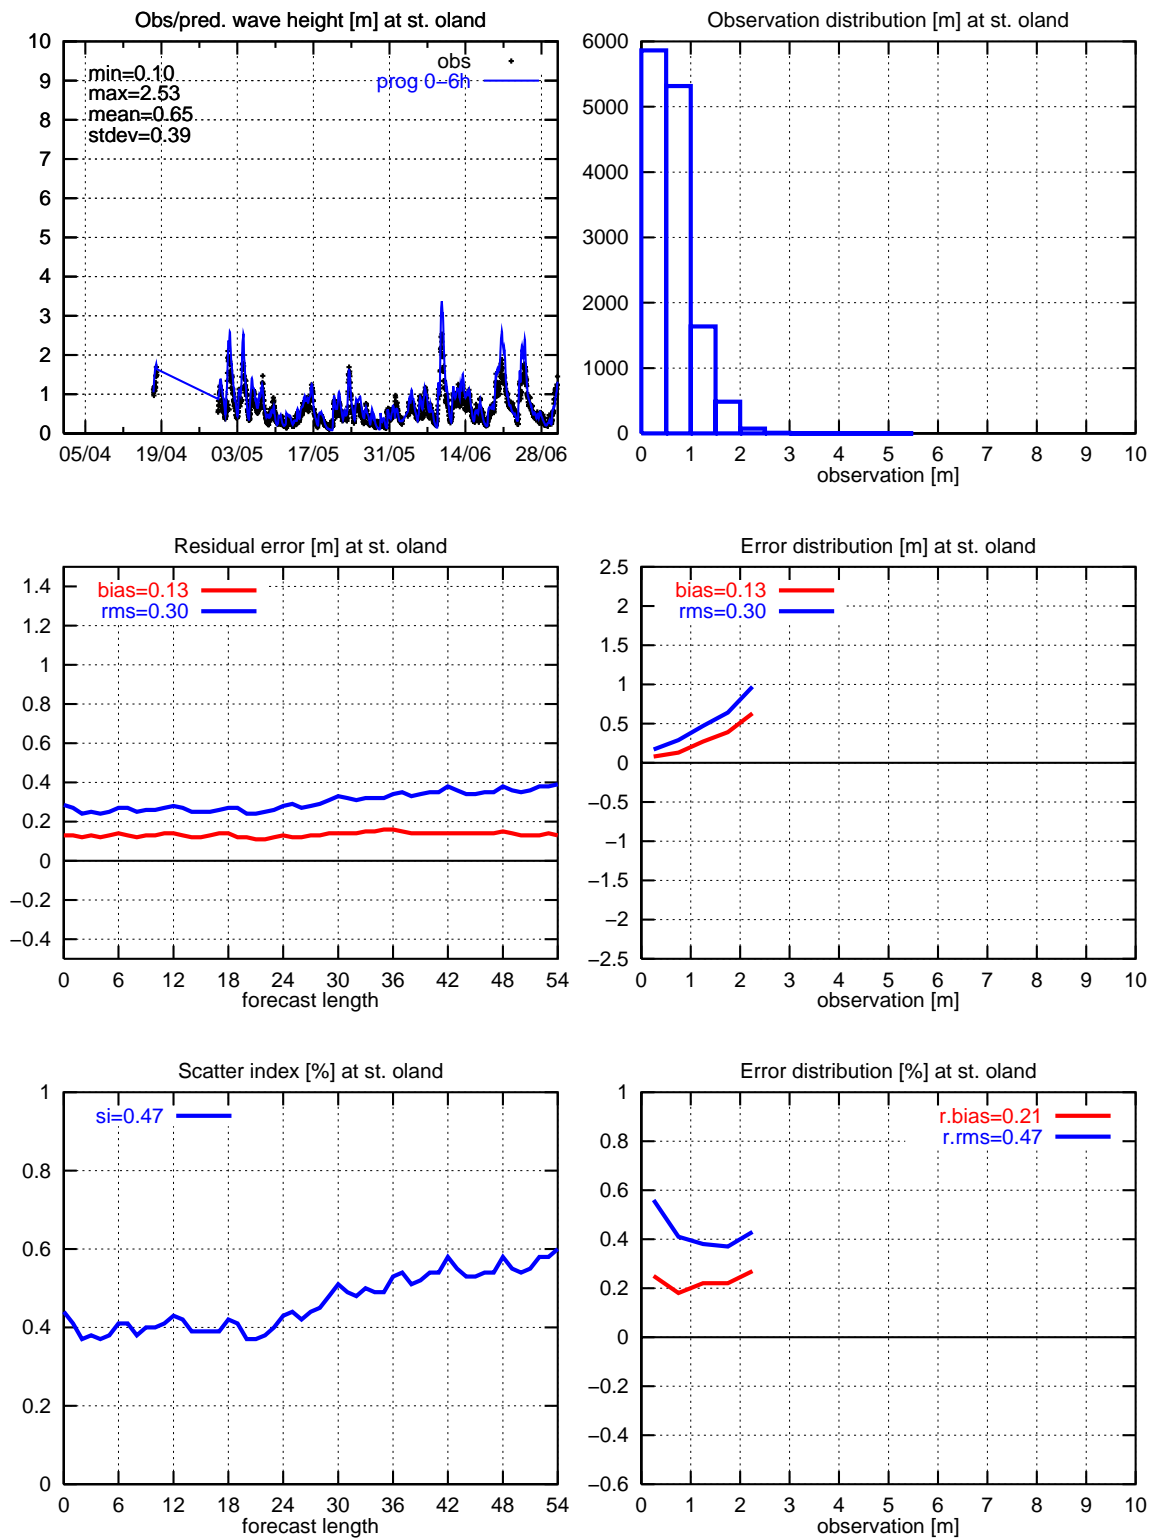 Obs/pred. wave height [m] at st. oland
10
9
8
7
6
5
4
3
2
1
0
min=0.10
max=2.53
mean=0.65
stdev=0.39
obs
prog 0−6h
05/04 19/04 03/05 17/05 31/05 14/06 28/06
Observation distribution [m] at st. oland
6000
5000
4000
3000
2000
1000
0
0 1 2 3 4 5 6 7 8 9 10
observation [m]
Residual error [m] at st. oland
bias=0.13
rms=0.30
1.4
1.2
1
0.8
0.6
0.4
0.2
0
−0.2
−0.4
0 6 12 18 24 30 36 42 48 54
forecast length
Error distribution [m] at st. oland
bias=0.13
rms=0.30
2.5
2
1.5
1
0.5
0
−0.5
−1
−1.5
−2
−2.5
0 1 2 3 4 5 6 7 8 9 10
observation [m]
Scatter index [%] at st. oland
si=0.47
1
0.8
0.6
0.4
0.2
0
0 6 12 18 24 30 36 42 48 54
forecast length
Error distribution [%] at st. oland
r.bias=0.21
r.rms=0.47
1
0.8
0.6
0.4
0.2
0
−0.2
−0.4
−0.6
0 1 2 3 4 5 6 7 8 9 10
observation [m]